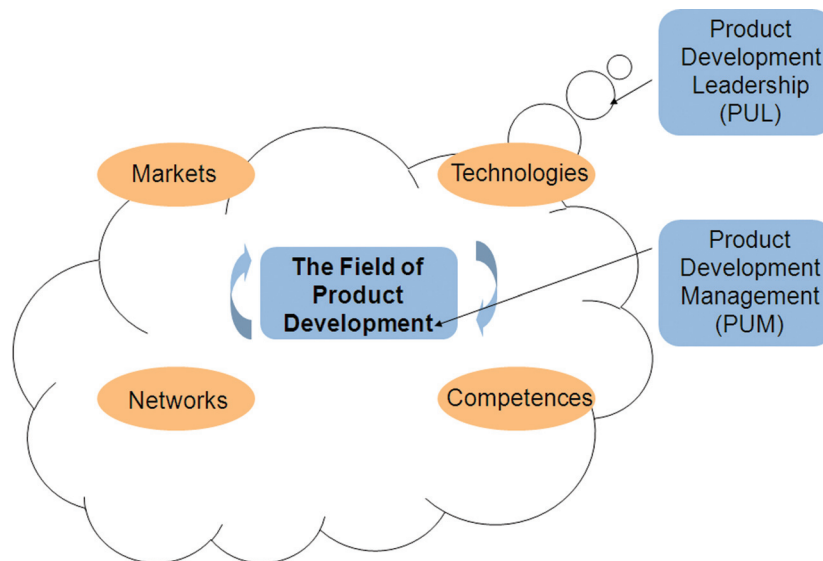 Product
Development
Leadership
(PUL)
Markets
Technologies
The Field of
Product
Development
Product
Development
Management
(PUM)
Networks
Competences